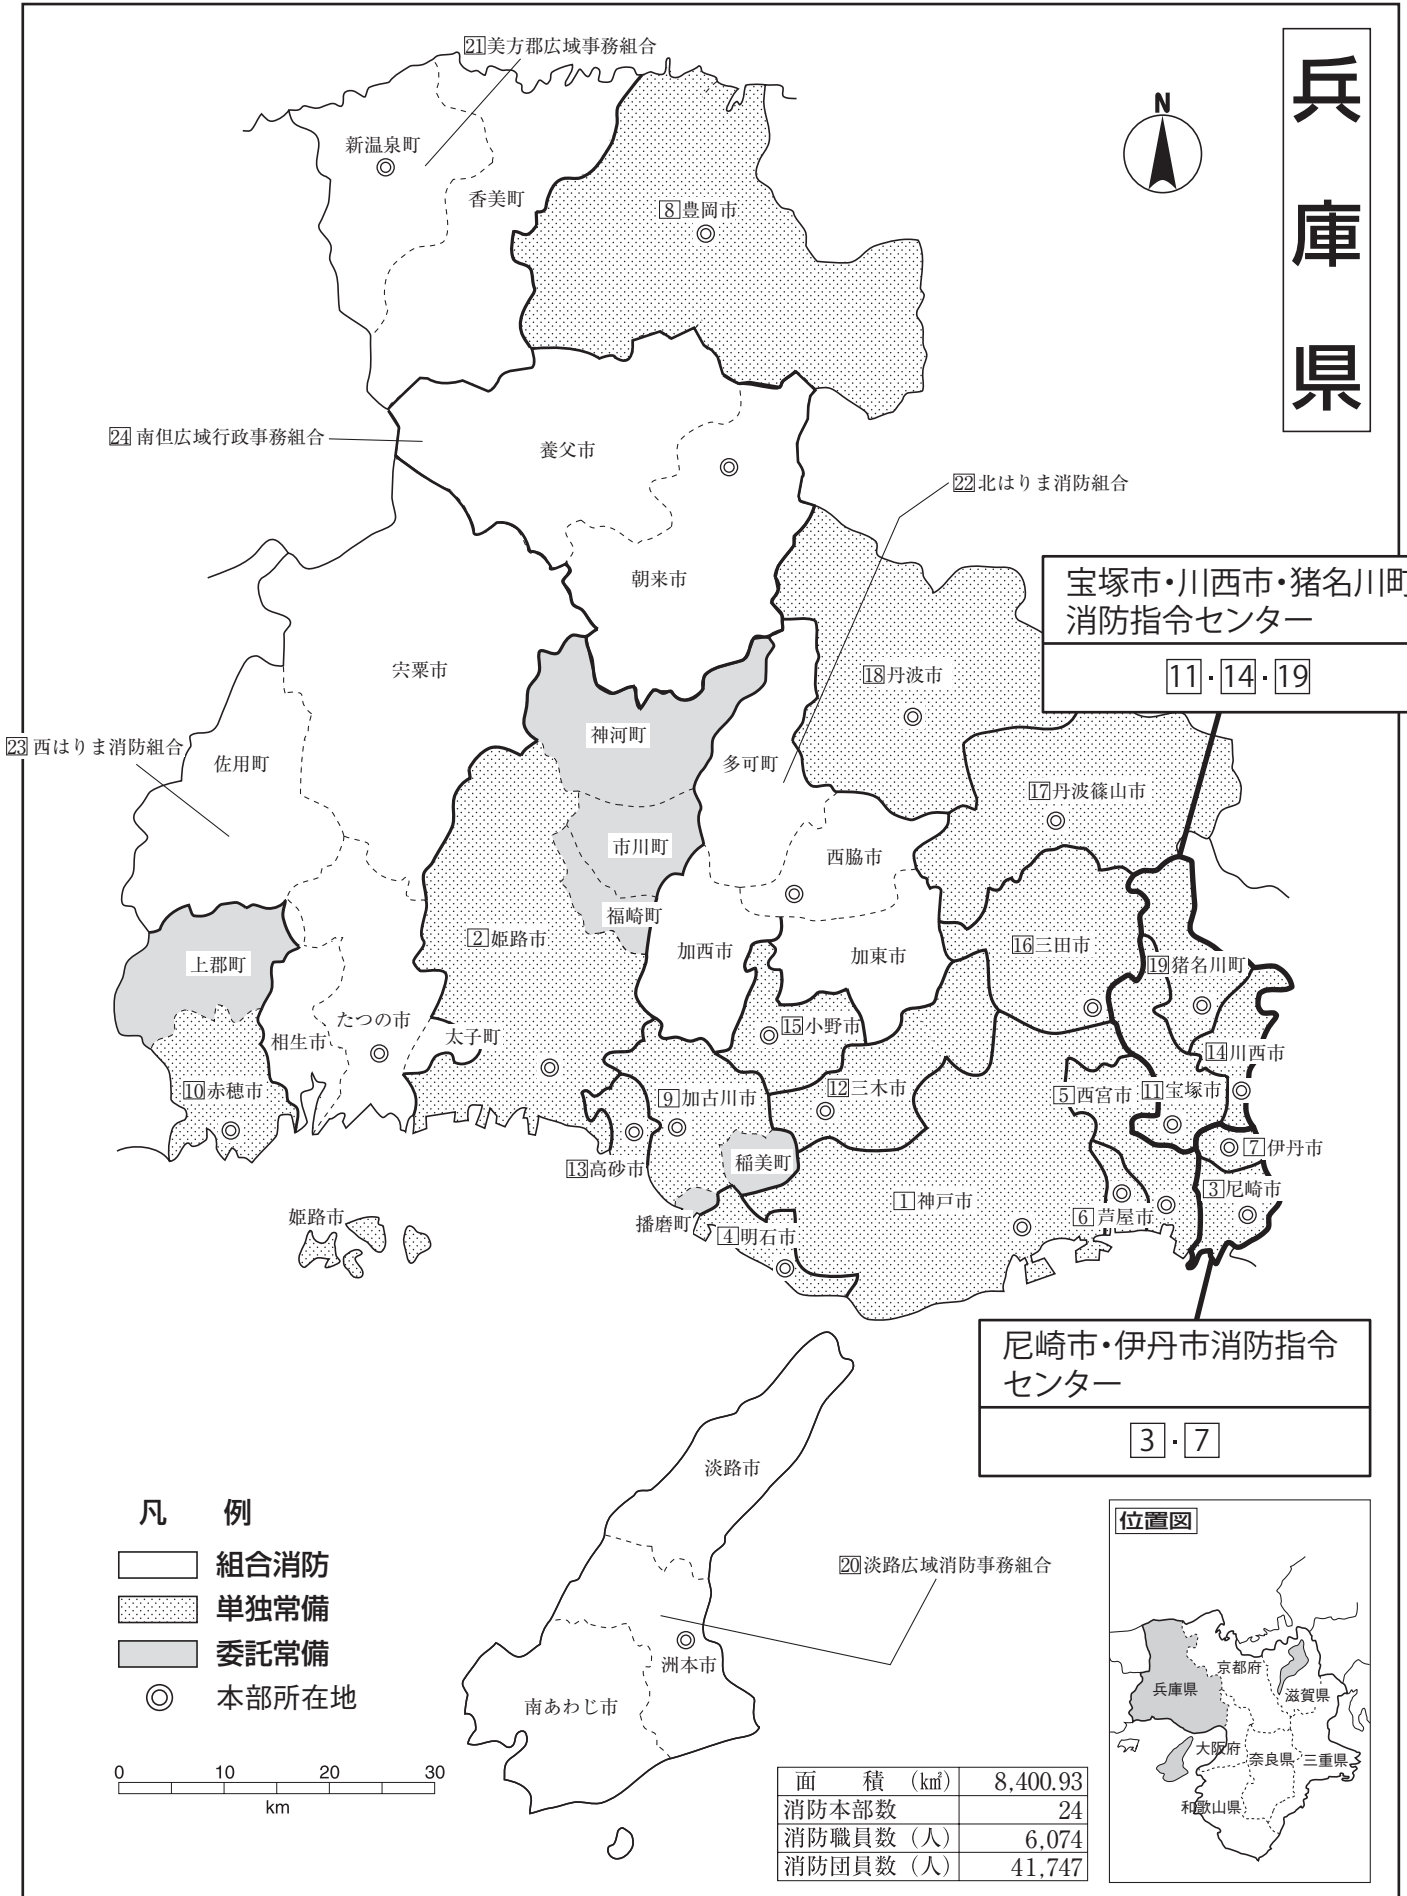 兵庫県
N
21美方郡広域事務組合
新温泉町
香美町
8豊岡市
24南但広域行政事務組合
養父市
22北はりま消防組合
朝来市
宝塚市・川西市・猪名川町
消防指令センター
11・14・19
宍粟市
18丹波市
神河町
23西はりま消防組合
佐用町
多可町
17丹波篠山市
市川町
西脇市
福崎町
2姫路市
加西市
加東市
16三田市
上郡町
19猪名川町
たつの市
相生市
太子町
15小野市
14川西市
10赤穂市
9加古川市
12三木市
5西宮市
11宝塚市
7伊丹市
13高砂市
稲美町
3尼崎市
1神戸市
姫路市
播磨町
4明石市
6芦屋市
尼崎市・伊丹市消防指令
センター
3・7
淡路市
凡 例
組合消防
単独常備
委託常備
本部所在地
20淡路広域消防事務組合
洲本市
南あわじ市
0 10 20 30
km
面 積 (㎢) 8,400.93
消防本部数 24
消防職員数(人) 6,074
消防団員数(人) 41,747
位置図
京都府
兵庫県
滋賀県
大阪府
奈良県
三重県
和歌山県